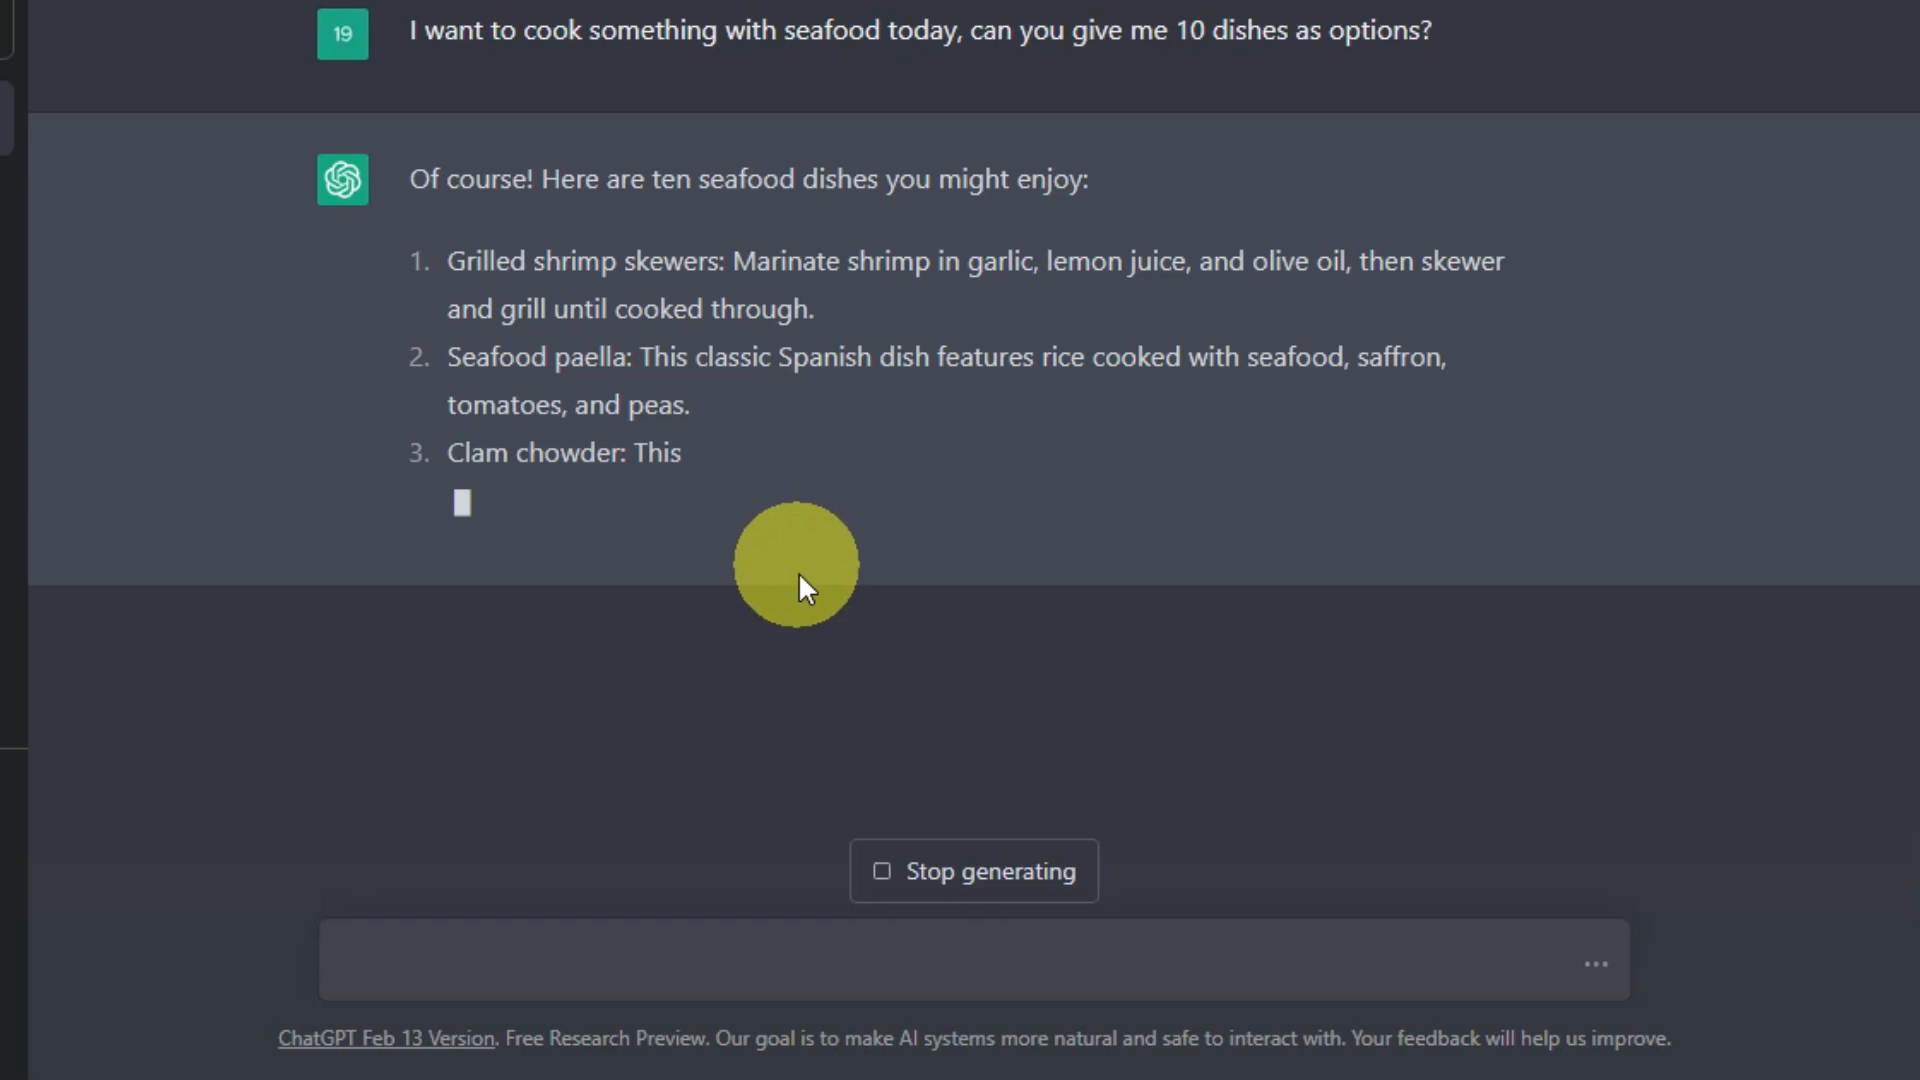 19
I want to cook something with seafood today, can you give me 10 dishes as options?
Of course! Here are ten seafood dishes you might enjoy:
1. Grilled shrimp skewers: Marinate shrimp in garlic, lemon juice, and olive oil, then skewer
and grill until cooked through.
2. Seafood paella: This classic Spanish dish features rice cooked with seafood, saffron,
tomatoes, and peas.
3. Clam chowder: This
Stop generating
ChatGPT Feb 13 Version. Free Research Preview. Our goal is to make AI systems more natural and safe to interact with. Your feedback will help us improve.